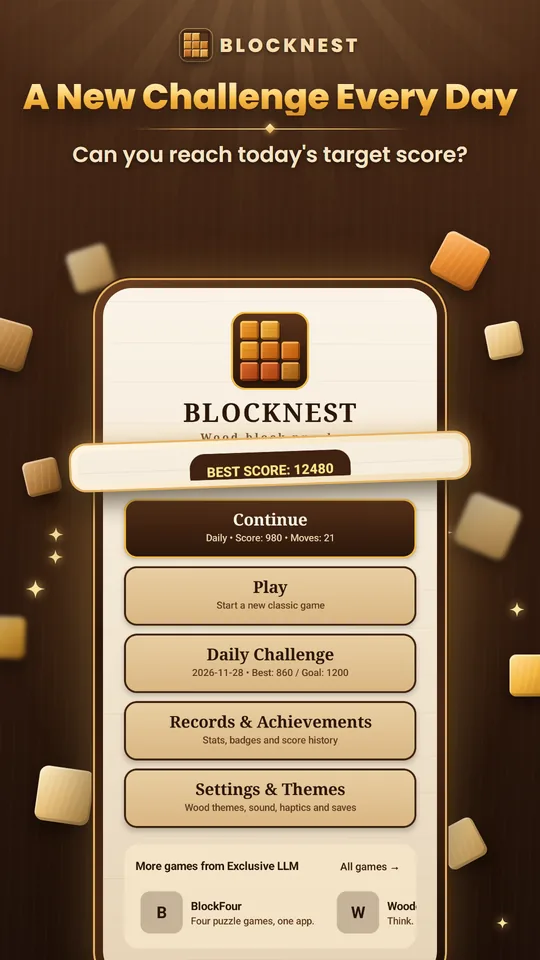 BLOCKNEST
A New Challenge Every Day
Can you reach today's target score?
BLOCKNEST
BEST SCORE: 12480
Continue
Daily • Score: 980 • Moves: 21
Play
Start a new classic game
Daily Challenge
2026-11-28 • Best: 860 / Goal: 1200
Records & Achievements
Stats, badges and score history
Settings & Themes
Wood themes, sound, haptics and saves
More games from Exclusive LLM
All games →
B
BlockFour
Four puzzle games, one app.
W
Think.